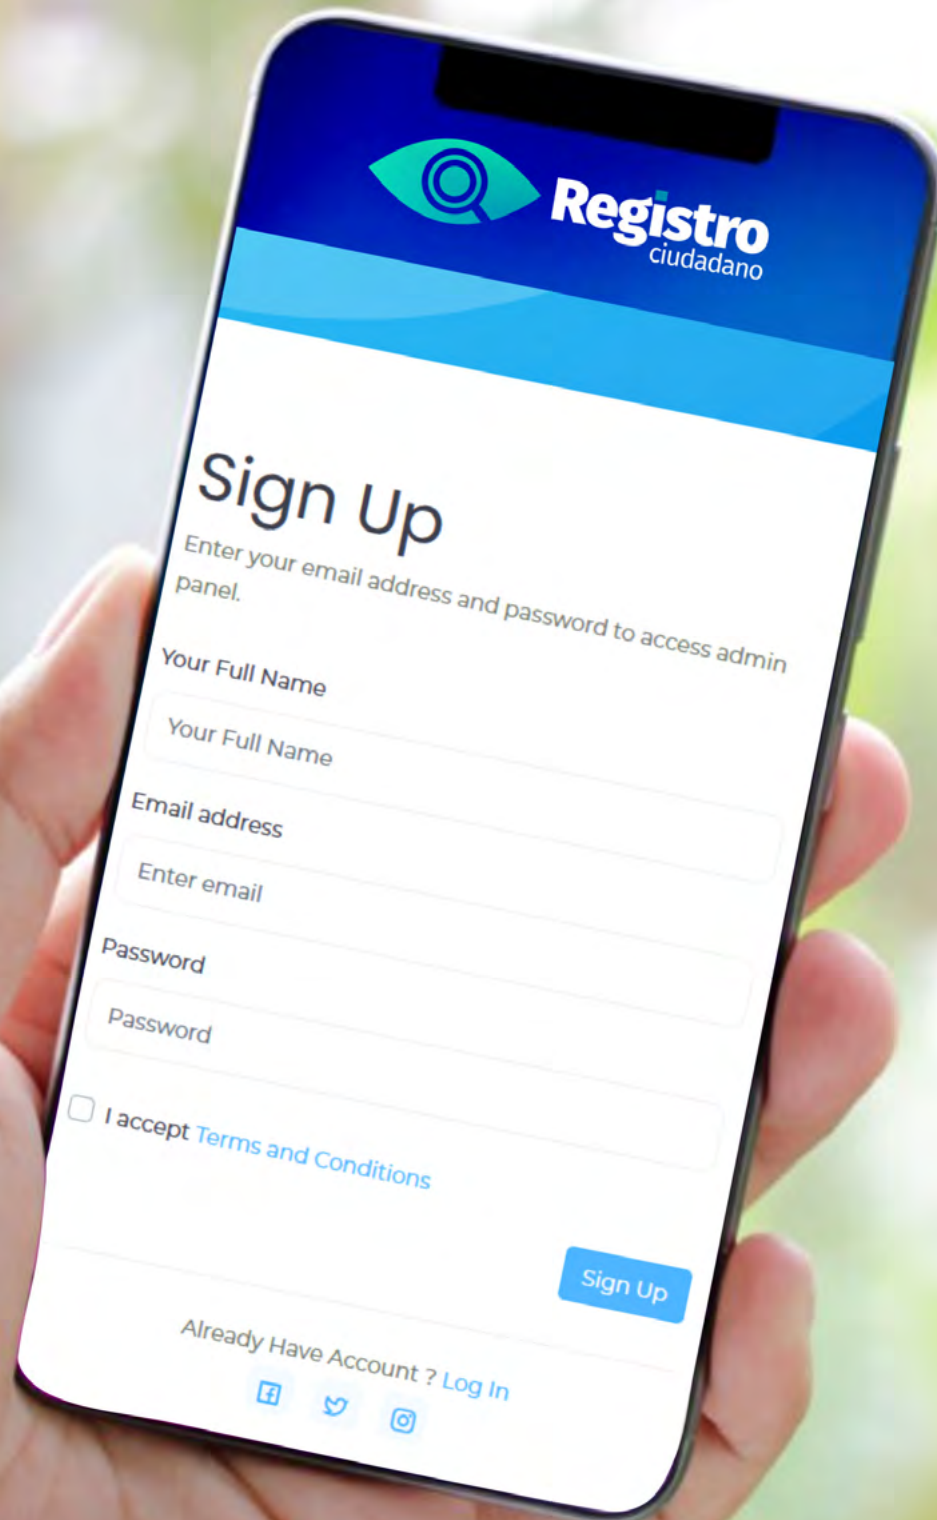 Registro
ciudadano
Sign Up
Enter your email address and password to access admin
panel.
Your Full Name
Your Full Name
Email address
Enter email
Password
Password
I accept Terms and Conditions
Sign Up
Already Have Account ? Log In